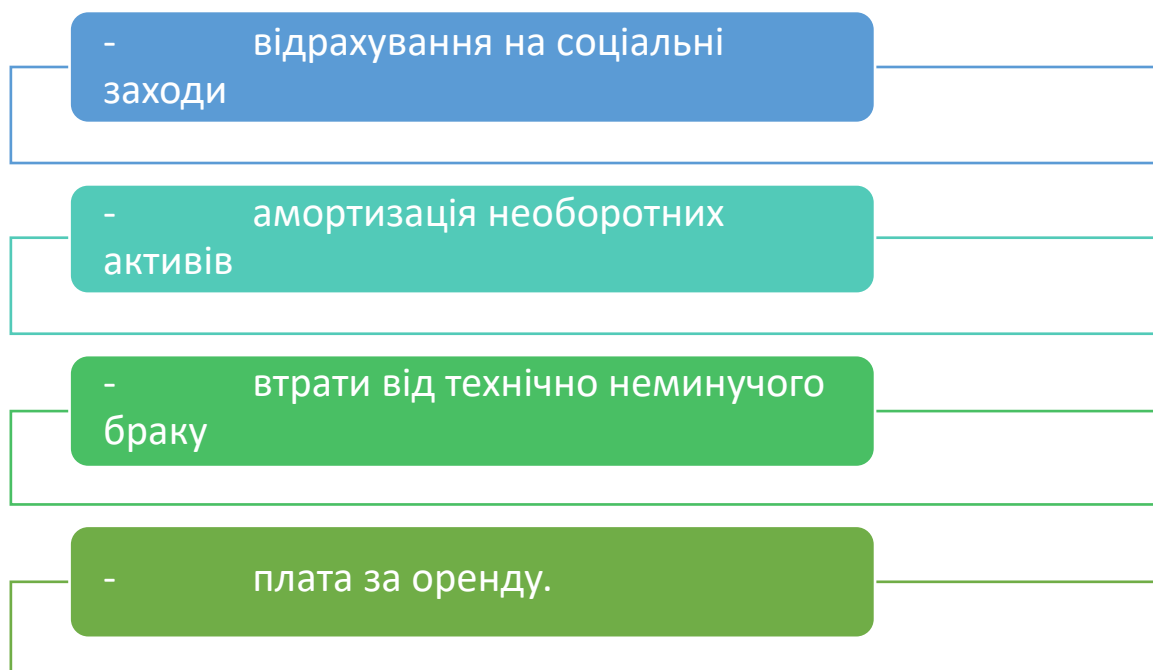 - відрахування на соціальні
заходи
- амортизація необоротних
активів
- втрати від технічно неминучого
браку
- плата за оренду.